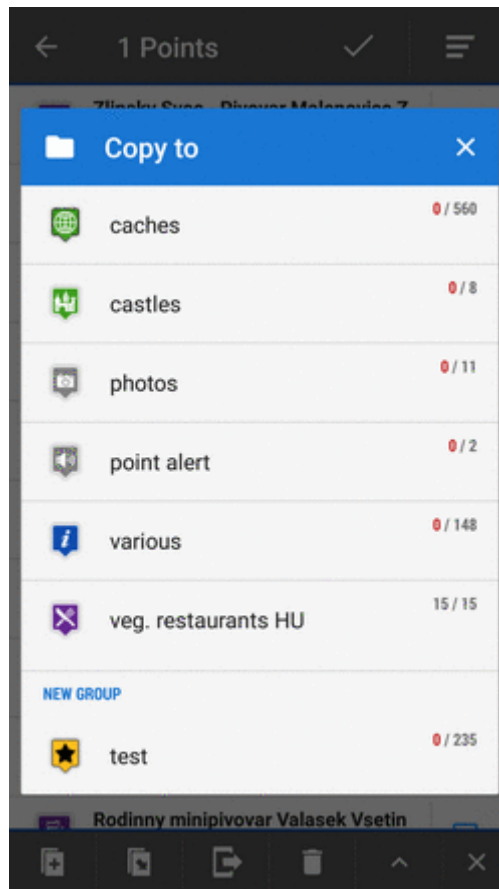 1 Points
Copy to
caches
0 / 560
castles
0 / 8
photos
0 / 11
point alert
0 / 2
various
0 / 148
veg. restaurants HU
15 / 15
NEW GROUP
test
0 / 235
Rodinny minipivovar Valasek Vsetin